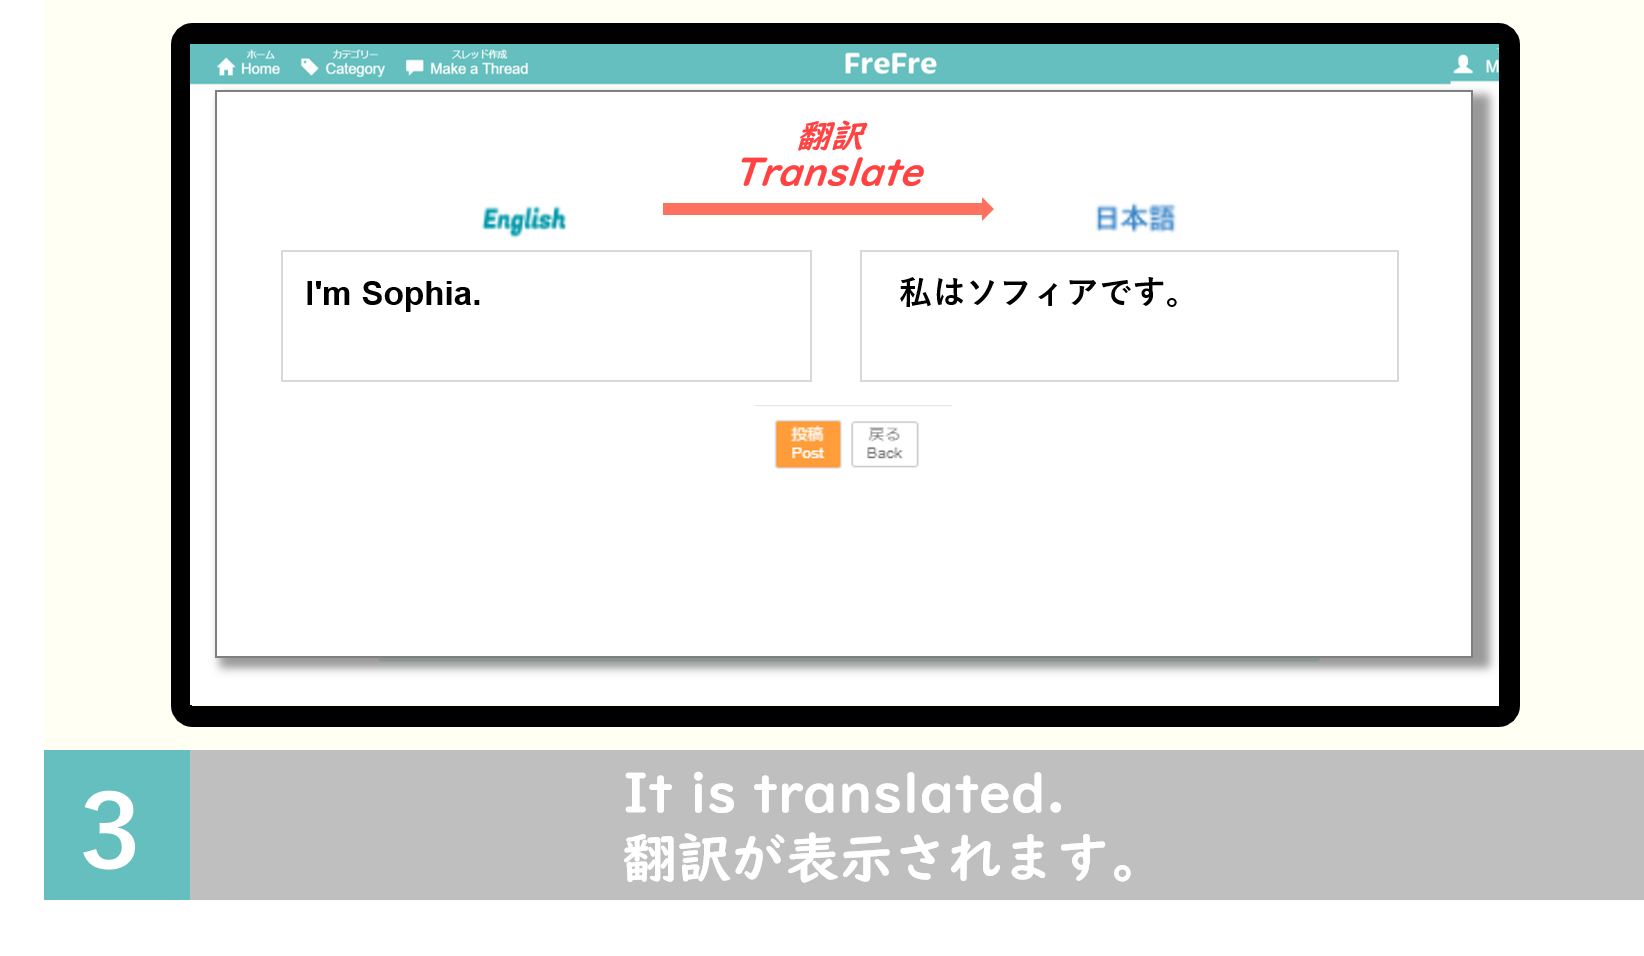 ホーム
Home
カテゴリー
Category
スレッド作成
Make a Thread
FreFre
M
翻訳
Translate
English
日本語
I'm Sophia.
私はソフィアです。
投稿
Post
戻る
Back
3
It is translated.
翻訳が表示されます。